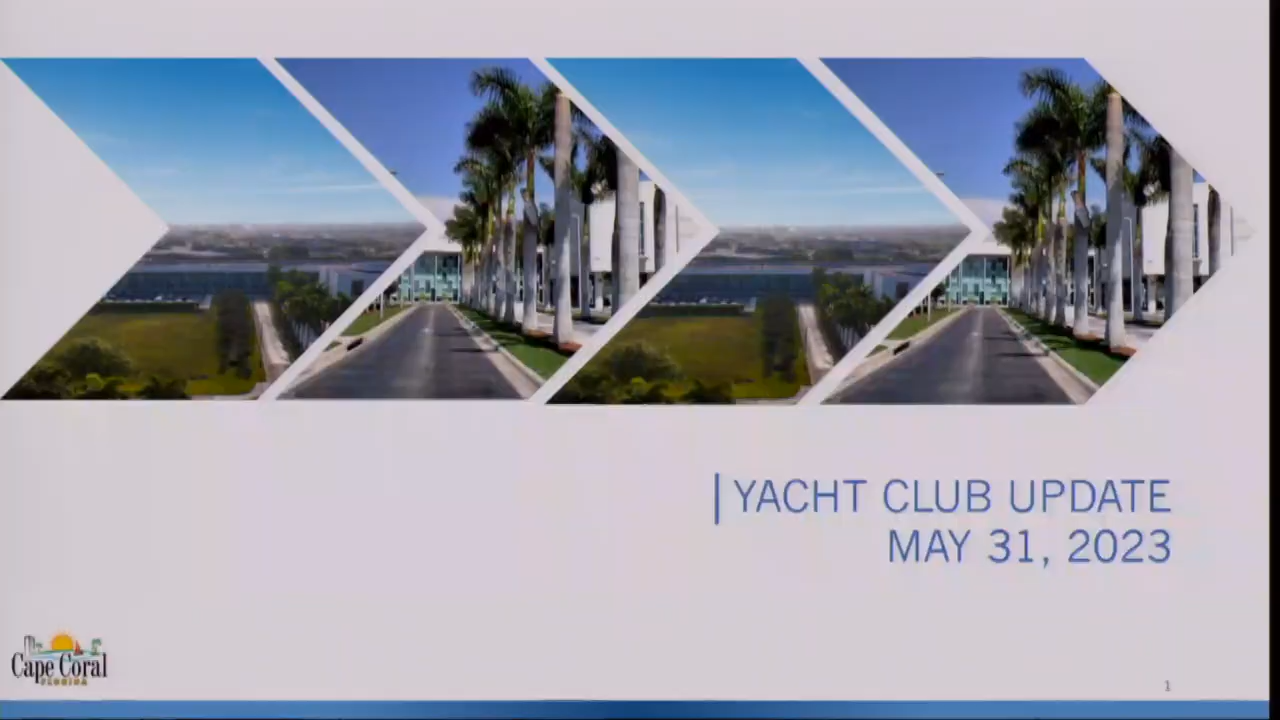 YACHT CLUB UPDATE
MAY 31, 2023
Cape Coral
FLORIDA
1